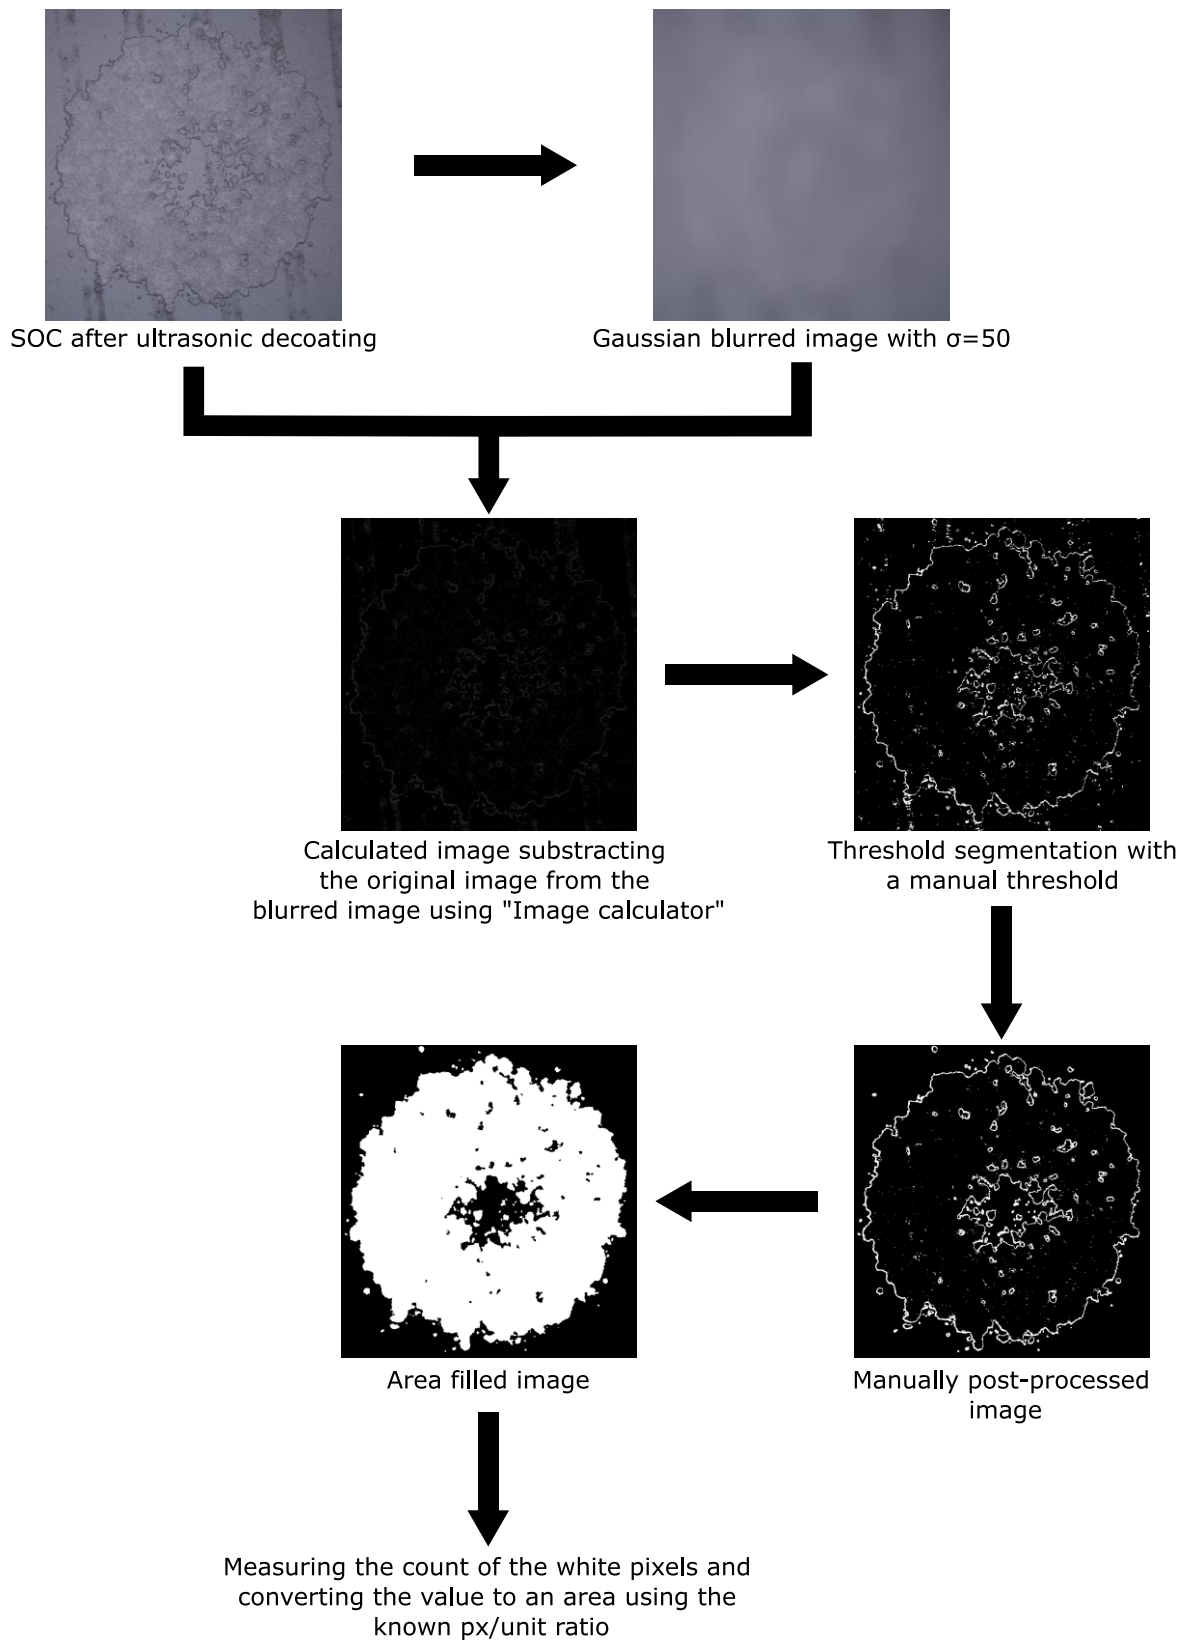 SOC after ultrasonic decoating
Gaussian blurred image with σ=50
Calculated image substracting
the original image from the
blurred image using "Image calculator"
Threshold segmentation with
a manual threshold
Area filled image
Manually post-processed
image
Measuring the count of the white pixels and
converting the value to an area using the
known px/unit ratio